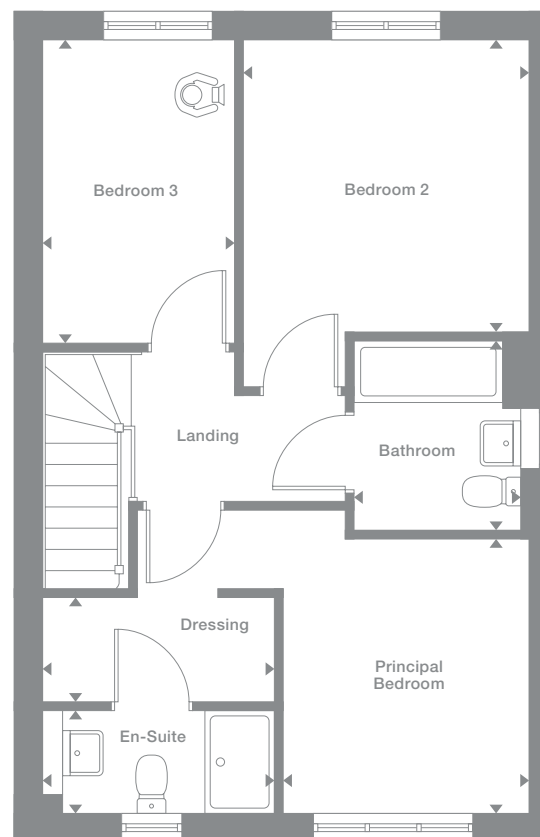 Bedroom 3
Bedroom 2
Landing
Bathroom
Dressing
Principal
Bedroom
En-Suite